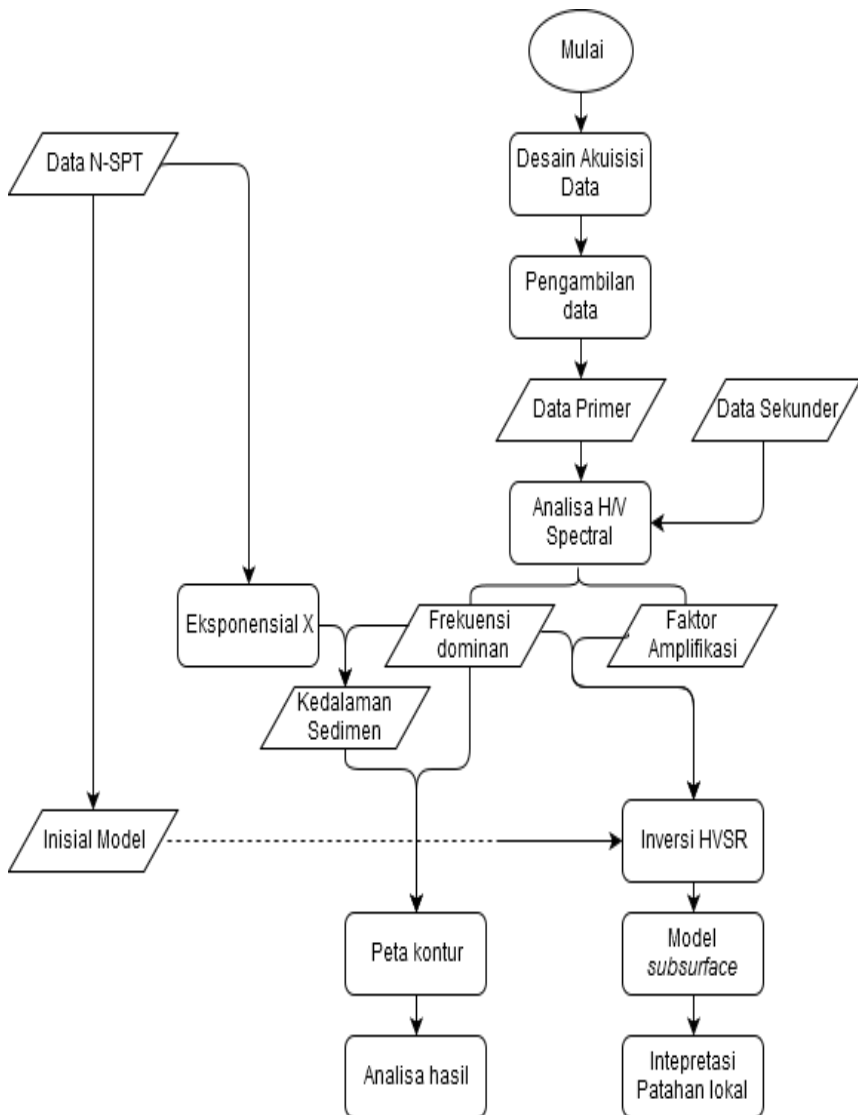 Mulai
Data N-SPT
Desain Akuisisi
Data
Pengambilan
data
Data Primer
Data Sekunder
Analisa H/V
Spectral
Eksponensial X
Frekuensi
dominan
Faktor
Amplifikasi
Kedalaman
Sedimen
Inisial Model
Inversi HVSR
Peta kontur
Model
subsurface
Analisa hasil
Intepretasi
Patahan lokal